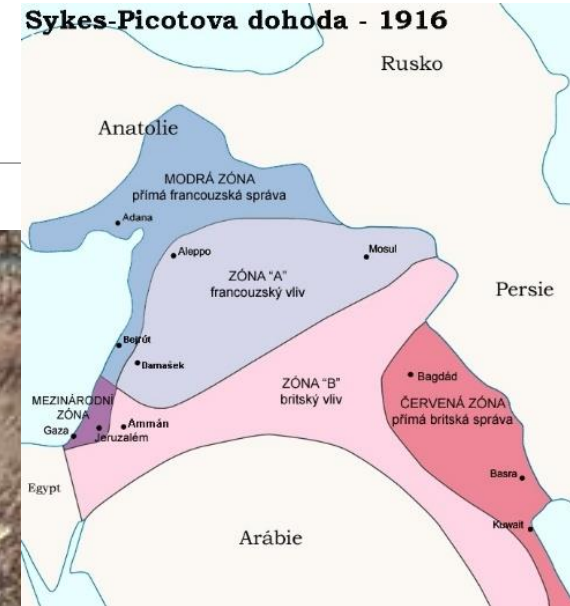 Sykes-Picotova dohoda - 1916
Rusko
Anatolie
MODRÁ ZÓNA
přímá francouzská správa
Adana
Aleppo
Mosul
ZÓNA "A"
francouzský vliv
Persie
Bejrút
Damašek
Bagdád
MEZINÁRODNÍ
ZÓNA
ZÓNA "B"
britský vliv
ČERVENÁ ZÓNA
přímá britská správa
Gaza
Jeruzalém
Ammán
Egypt
Basra
Kuwait
Arábie